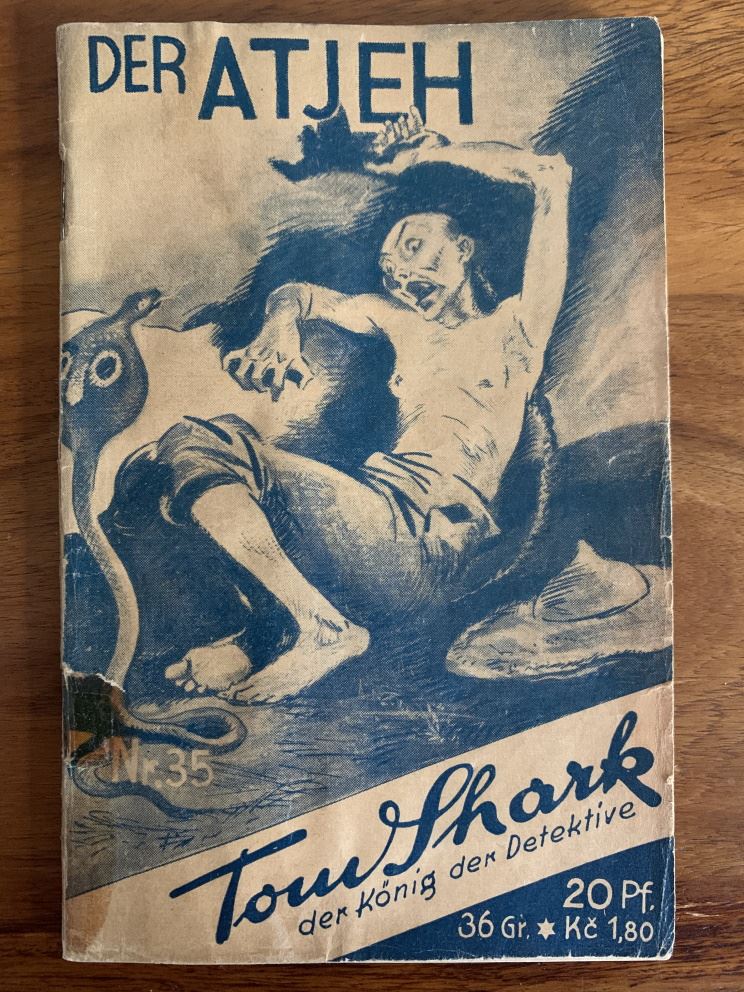 DER ATJEH
Nr.35
Tom Shark
der König der Detektive
20 Pf.
36 Gr. ★ Kč 1,80